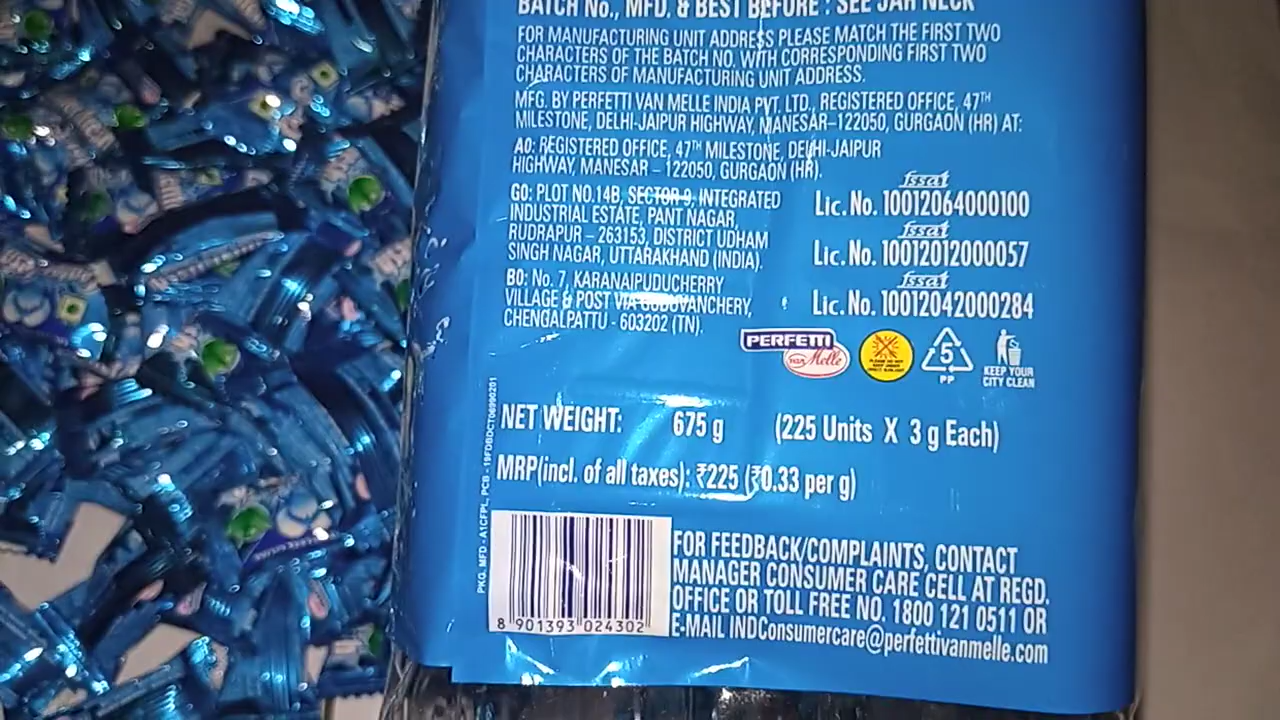 BATCH No., MFD. & BEST BEFORE : SEE JAR NECK
FOR MANUFACTURING UNIT ADDRESS PLEASE MATCH THE FIRST TWO
CHARACTERS OF THE BATCH NO. WITH CORRESPONDING FIRST TWO
CHARACTERS OF MANUFACTURING UNIT ADDRESS.
MFG. BY PERFETTI VAN MELLE INDIA PVT. LTD., REGISTERED OFFICE, 47TH
MILESTONE, DELHI-JAIPUR HIGHWAY, MANESAR–122050, GURGAON (HR) AT:
A0: REGISTERED OFFICE, 47TH MILESTONE, DELHI-JAIPUR
HIGHWAY, MANESAR – 122050, GURGAON (HR).
G0: PLOT NO.14B, SECTOR-9, INTEGRATED
INDUSTRIAL ESTATE, PANT NAGAR,
RUDRAPUR – 263153, DISTRICT UDHAM
SINGH NAGAR, UTTARAKHAND (INDIA).
B0: No. 7, KARANAIPUDUCHERRY
VILLAGE & POST VIA GUDUVANCHERY,
CHENGALPATTU - 603202 (TN).
fssai
Lic. No. 10012064000100
fssai
Lic. No. 10012012000057
fssai
Lic. No. 10012042000284
PERFETTI
van Melle
5
PP
KEEP YOUR
CITY CLEAN
NET WEIGHT: 675 g (225 Units X 3 g Each)
MRP(incl. of all taxes): ₹225 (₹0.33 per g)
PKG. MFD - A1CFPL, PCB - 19FDBDCT06990201
8 901393 024302
FOR FEEDBACK/COMPLAINTS, CONTACT
MANAGER CONSUMER CARE CELL AT REGD.
OFFICE OR TOLL FREE NO. 1800 121 0511 OR
E-MAIL INDConsumercare@perfettivanmelle.com